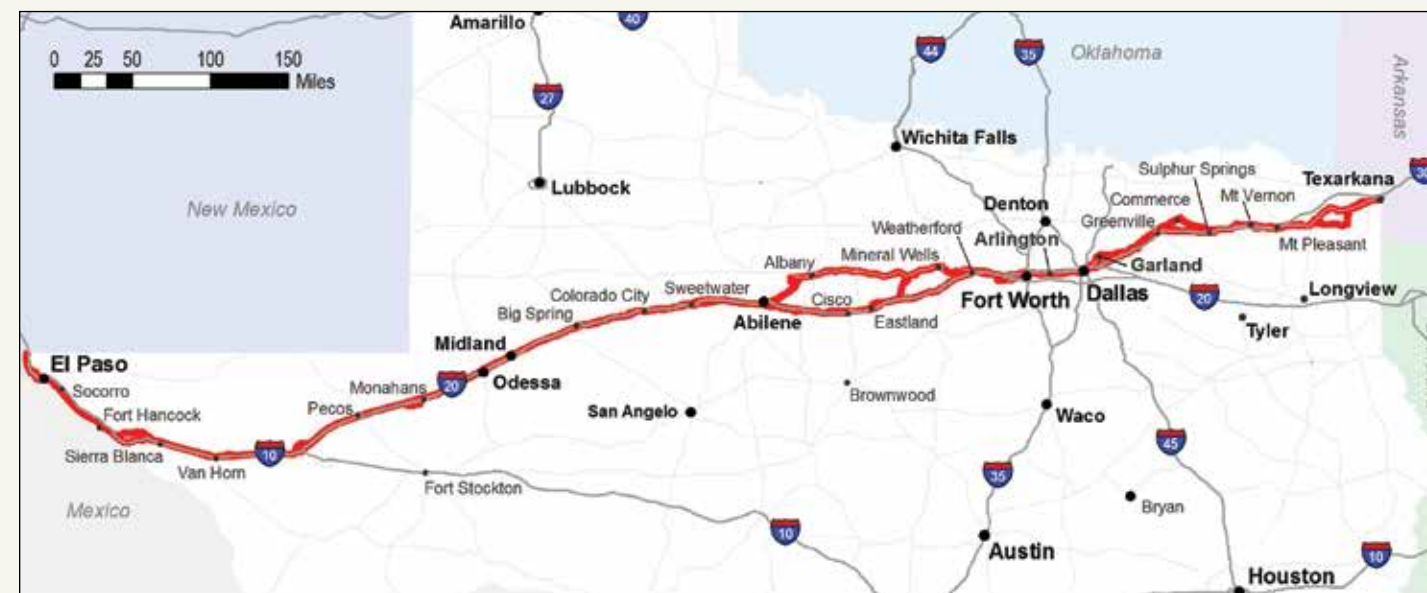 Amarillo
40
0 25 50 100 150
Miles
44
35
Oklahoma
Arkansas
27
Wichita Falls
Lubbock
Sulphur Springs
Texarkana
New Mexico
Commerce
Mt Vernon
Denton
Greenville
Weatherford
Arlington
Mt Pleasant
Albany
Mineral Wells
Garland
Fort Worth
Dallas
20
Longview
Colorado City
Sweetwater
Cisco
Big Spring
Abilene
Eastland
Tyler
Midland
El Paso
Odessa
Monahans
20
Socorro
Brownwood
Pecos
San Angelo
Waco
Fort Hancock
45
Sierra Blanca
Van Horn
10
35
Fort Stockton
Bryan
Mexico
10
Austin
10
Houston